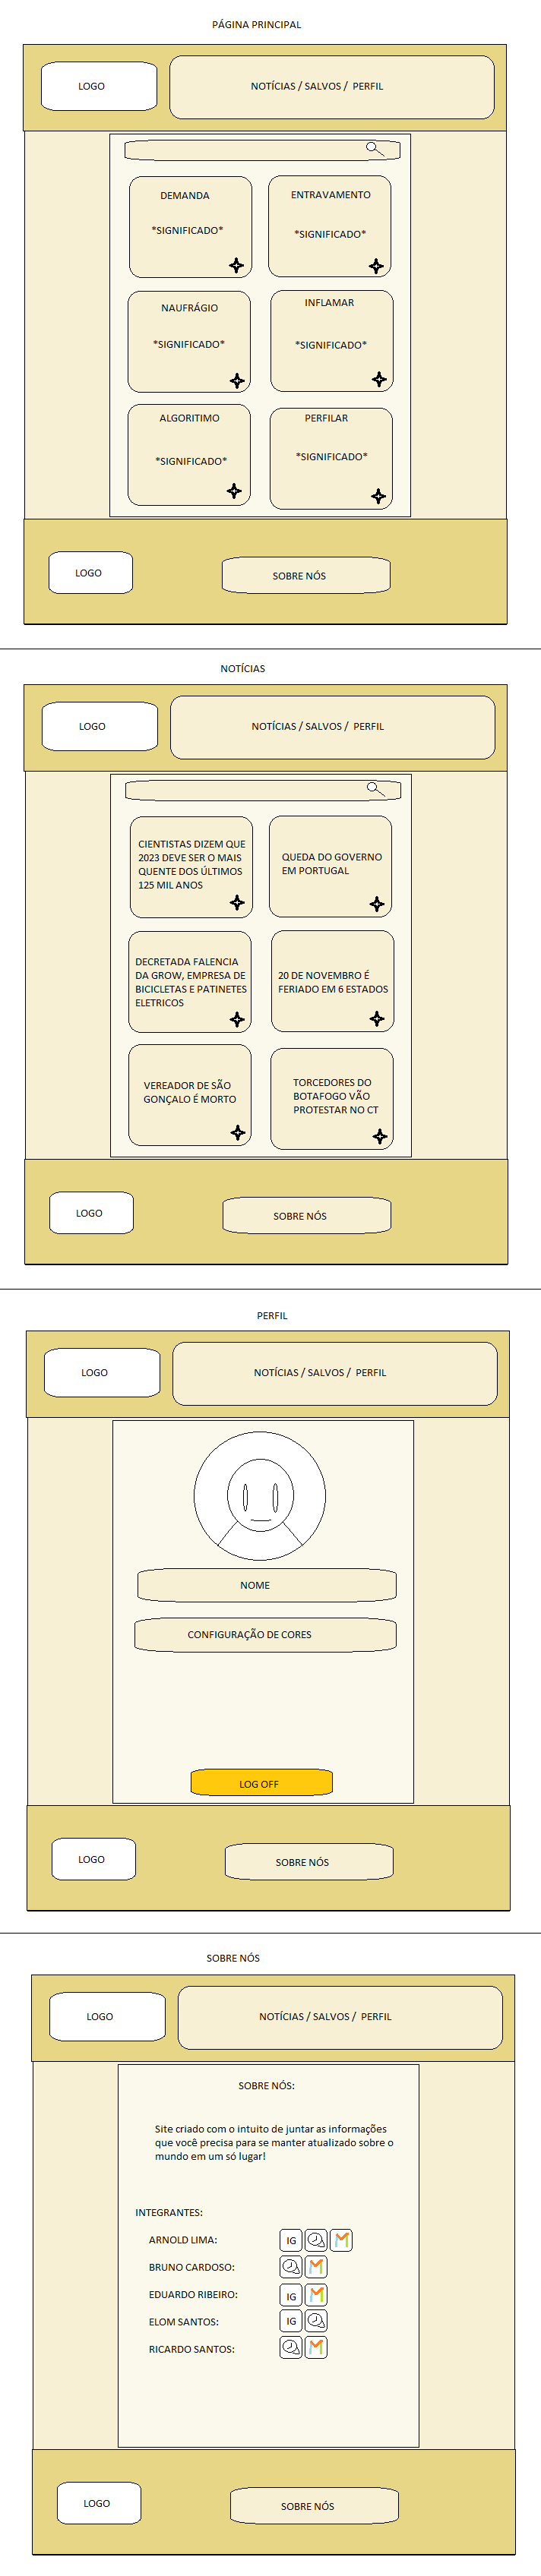 PÁGINA PRINCIPAL
LOGO
NOTÍCIAS / SALVOS / PERFIL
DEMANDA
*SIGNIFICADO*
ENTRAVAMENTO
*SIGNIFICADO*
NAUFRÁGIO
*SIGNIFICADO*
INFLAMAR
*SIGNIFICADO*
ALGORITIMO
*SIGNIFICADO*
PERFILAR
*SIGNIFICADO*
LOGO
SOBRE NÓS
NOTÍCIAS
LOGO
NOTÍCIAS / SALVOS / PERFIL
CIENTISTAS DIZEM QUE
2023 DEVE SER O MAIS
QUENTE DOS ÚLTIMOS
125 MIL ANOS
QUEDA DO GOVERNO
EM PORTUGAL
DECRETADA FALENCIA
DA GROW, EMPRESA DE
BICICLETAS E PATINETES
ELETRICOS
20 DE NOVEMBRO É
FERIADO EM 6 ESTADOS
VEREADOR DE SÃO
GONÇALO É MORTO
TORCEDORES DO
BOTAFOGO VÃO
PROTESTAR NO CT
LOGO
SOBRE NÓS
PERFIL
LOGO
NOTÍCIAS / SALVOS / PERFIL
NOME
CONFIGURAÇÃO DE CORES
LOG OFF
LOGO
SOBRE NÓS
SOBRE NÓS
LOGO
NOTÍCIAS / SALVOS / PERFIL
SOBRE NÓS:
Site criado com o intuito de juntar as informações
que você precisa para se manter atualizado sobre o
mundo em um só lugar!
INTEGRANTES:
ARNOLD LIMA: IG M
BRUNO CARDOSO: M
EDUARDO RIBEIRO: IG M
ELOM SANTOS: IG
RICARDO SANTOS: M
LOGO
SOBRE NÓS